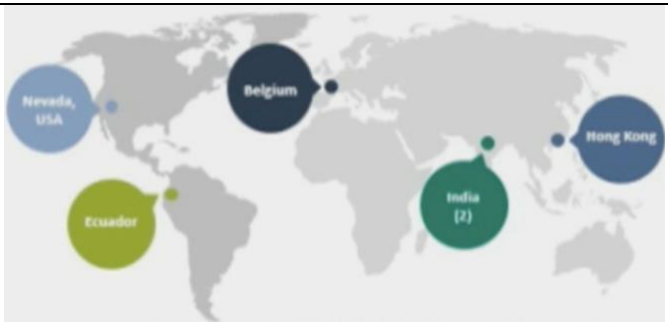 Nevada,
USA
Belgium
Hong Kong
India
(2)
Ecuador